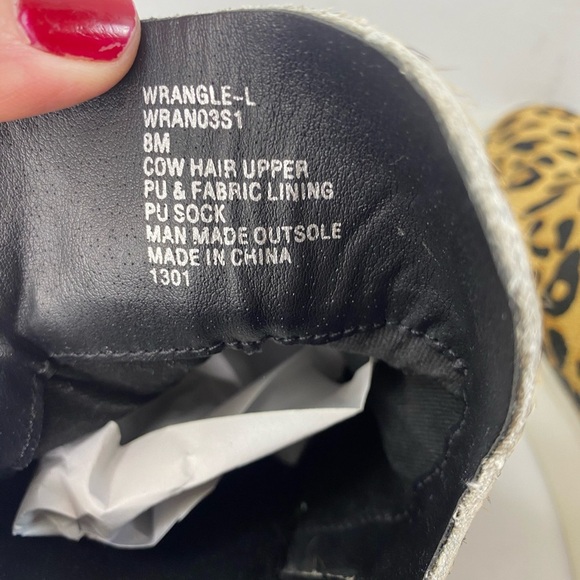 WRANGLE-L
WRAN03S1
8M
COW HAIR UPPER
PU & FABRIC LINING
PU SOCK
MAN MADE OUTSOLE
MADE IN CHINA
1301